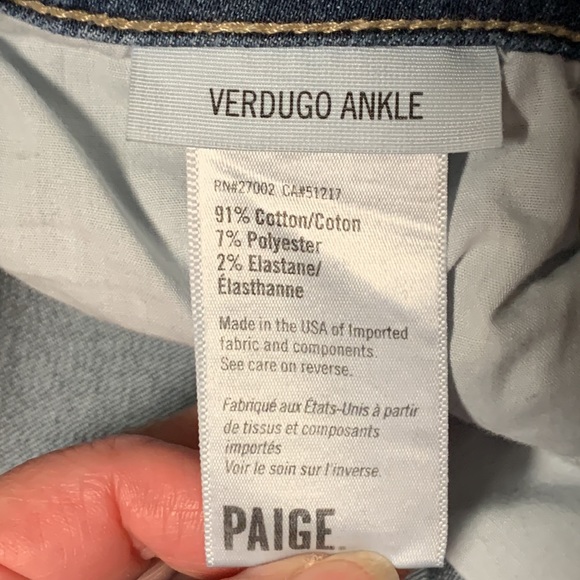 VERDUGO ANKLE
RN#27002 CA#51217
91% Cotton/Coton
7% Polyester
2% Elastane/
Élasthanne
Made in the USA of Imported
fabric and components.
See care on reverse.
Fabriqué aux États-Unis à partir
de tissus et composants
importés
Voir le soin sur l'inverse.
PAIGE